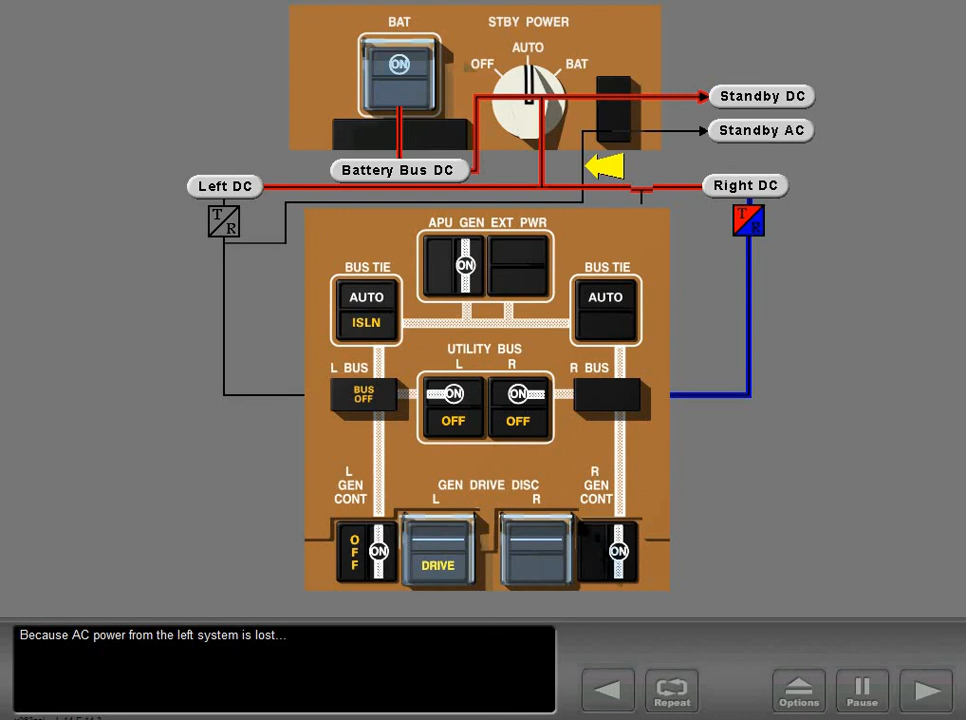 BAT
STBY POWER
AUTO
OFF
BAT
ON
Standby DC
Standby AC
Battery Bus DC
Left DC
Right DC
T
R
T
R
APU GEN EXT PWR
ON
BUS TIE
BUS TIE
AUTO
ISLN
AUTO
UTILITY BUS
L
R
L BUS
R BUS
BUS
OFF
ON
ON
OFF
OFF
L
GEN
CONT
GEN DRIVE DISC
L
R
R
GEN
CONT
OFF
ON
DRIVE
ON
Because AC power from the left system is lost...
Repeat
Options
Pause